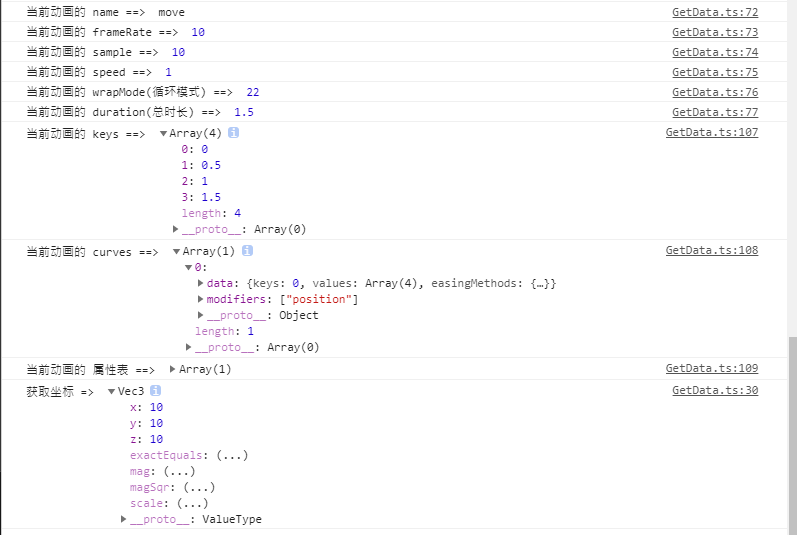 当前动画的 name ==>  move GetData.ts:72
当前动画的 frameRate ==>  10 GetData.ts:73
当前动画的 sample ==>  10 GetData.ts:74
当前动画的 speed ==>  1 GetData.ts:75
当前动画的 wrapMode(循环模式) ==>  22 GetData.ts:76
当前动画的 duration(总时长) ==>  1.5 GetData.ts:77
当前动画的 keys ==>  ▼Array(4) i GetData.ts:107
0: 0
1: 0.5
2: 1
3: 1.5
length: 4
▶__proto__: Array(0)
当前动画的 curves ==>  ▼Array(1) i GetData.ts:108
▼0:
▶data: {keys: 0, values: Array(4), easingMethods: {…}}
▶modifiers: ["position"]
▶__proto__: Object
length: 1
▶__proto__: Array(0)
当前动画的 属性表 ==>  ▶Array(1) GetData.ts:109
获取坐标 =>  ▼Vec3 i GetData.ts:30
x: 10
y: 10
z: 10
exactEquals: (...)
mag: (...)
magSqr: (...)
scale: (...)
▶__proto__: ValueType